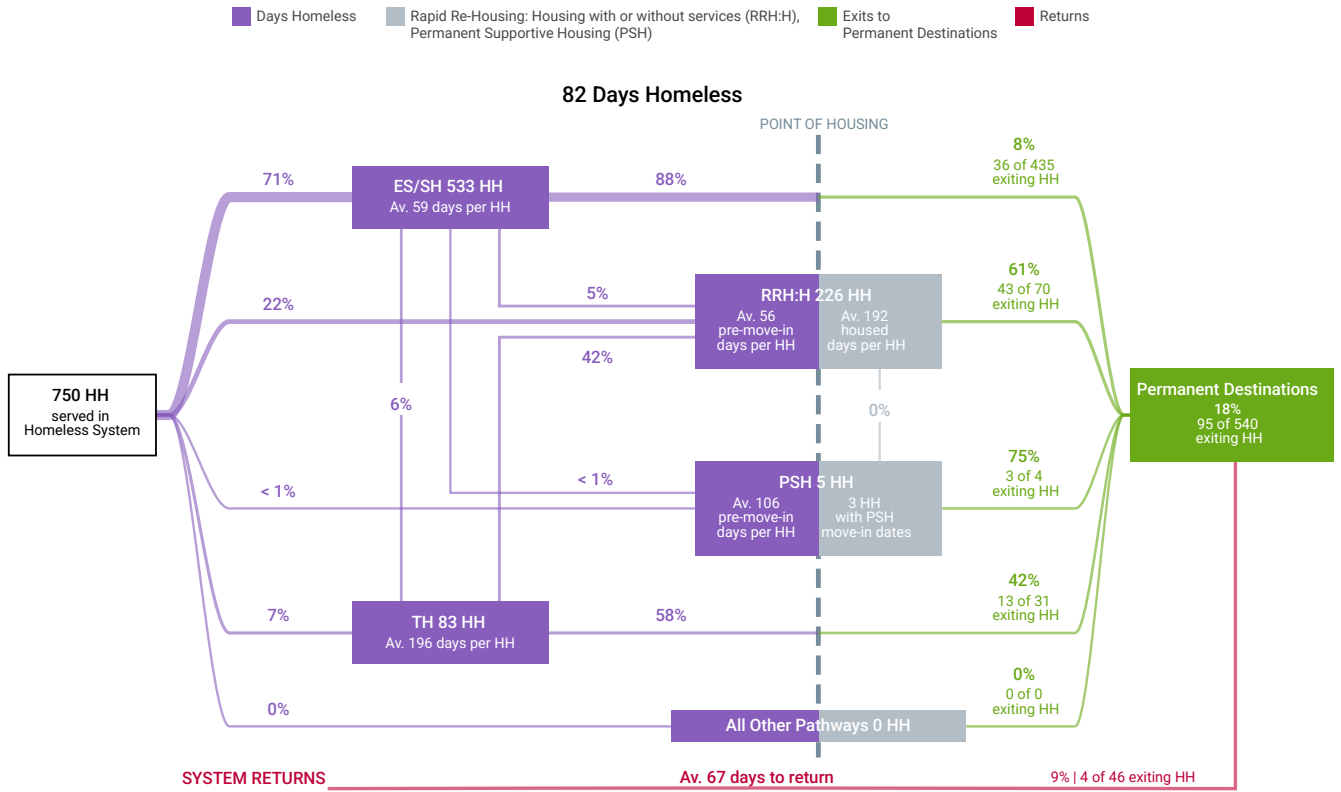 Days Homeless
Rapid Re-Housing: Housing with or without services (RRH:H),
Permanent Supportive Housing (PSH)
Exits to
Permanent Destinations
Returns
82 Days Homeless
POINT OF HOUSING
71%
ES/SH 533 HH
Av. 59 days per HH
88%
8%
36 of 435
exiting HH
22%
5%
RRH:H 226 HH
Av. 56
pre-move-in
days per HH
Av. 192
housed
days per HH
61%
43 of 70
exiting HH
42%
750 HH
served in
Homeless System
6%
0%
Permanent Destinations
18%
95 of 540
exiting HH
< 1%
< 1%
PSH 5 HH
Av. 106
pre-move-in
days per HH
3 HH
with PSH
move-in dates
75%
3 of 4
exiting HH
7%
TH 83 HH
Av. 196 days per HH
58%
42%
13 of 31
exiting HH
0%
All Other Pathways 0 HH
0%
0 of 0
exiting HH
SYSTEM RETURNS
Av. 67 days to return
9% | 4 of 46 exiting HH